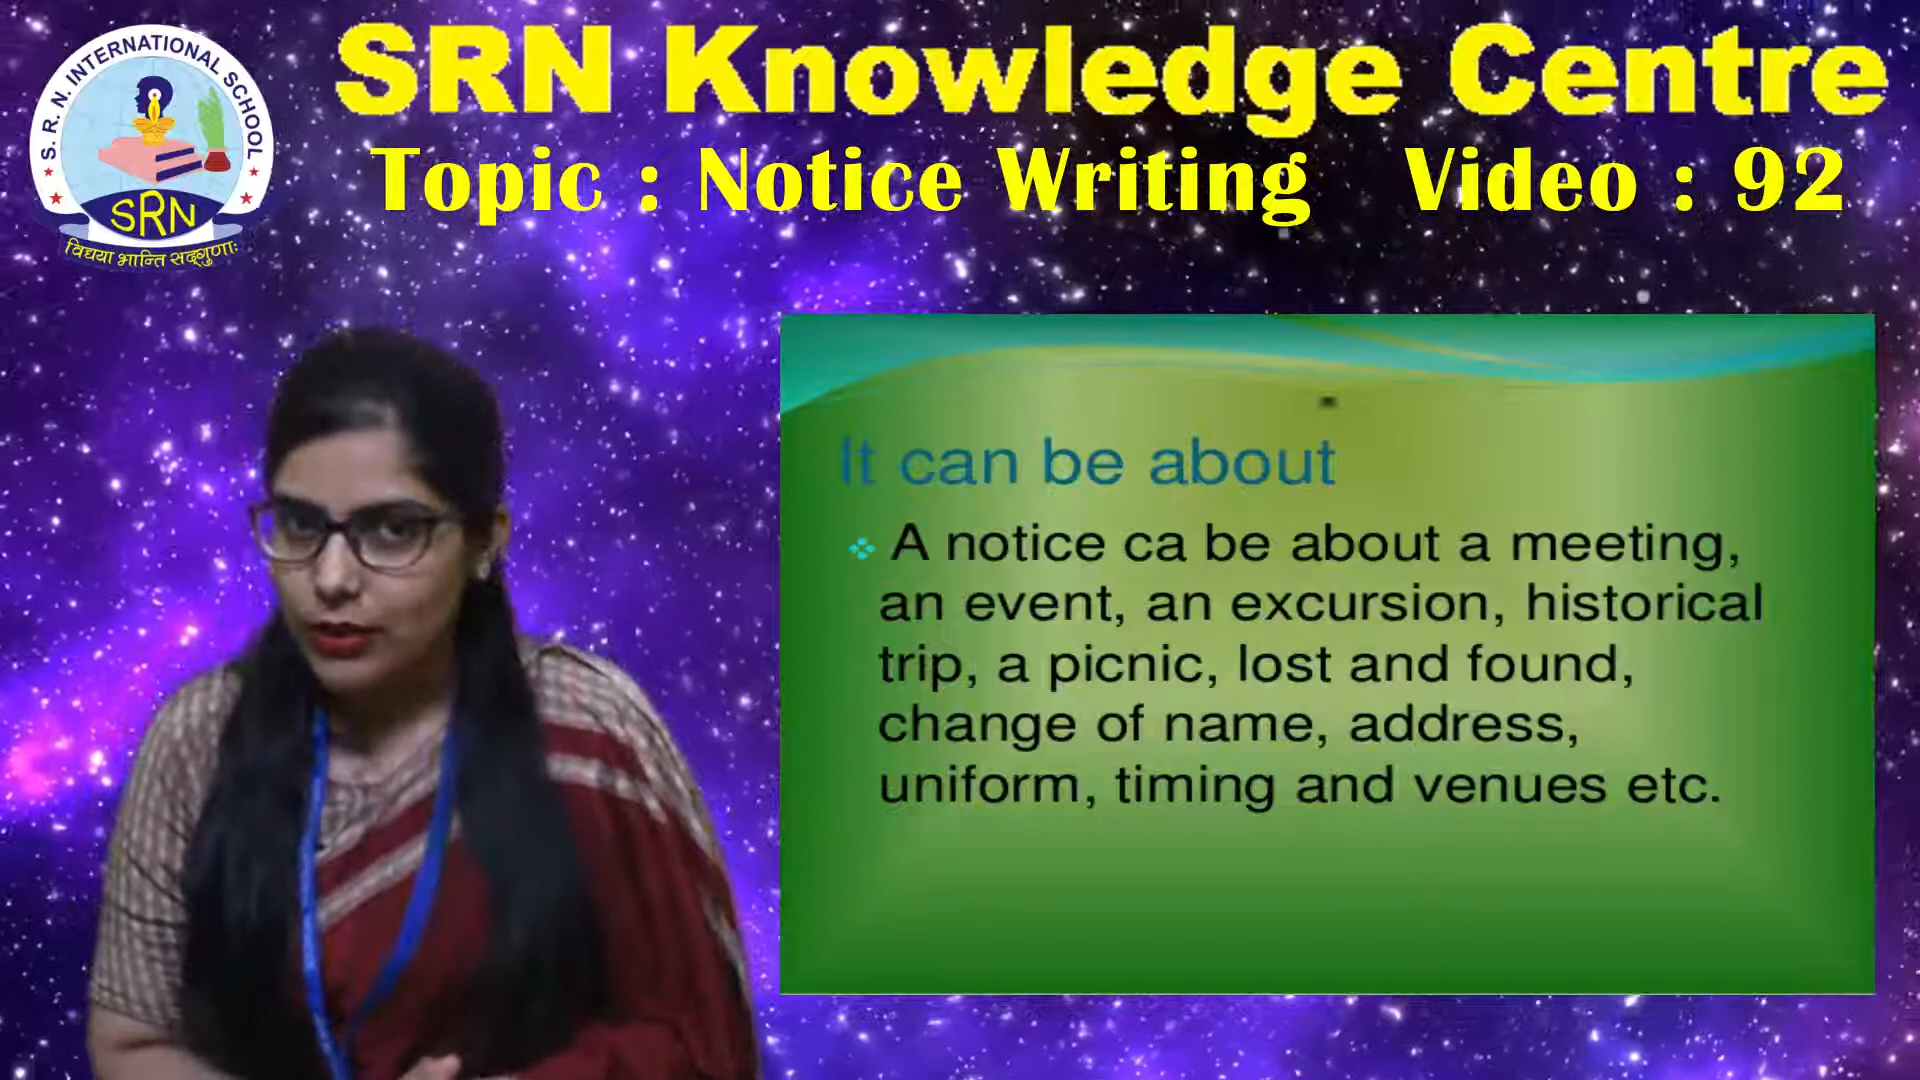 S. R. N. INTERNATIONAL SCHOOL
SRN
विद्यया भान्ति सद्गुणाः
SRN Knowledge Centre
Topic : Notice Writing Video : 92
It can be about
A notice ca be about a meeting,
an event, an excursion, historical
trip, a picnic, lost and found,
change of name, address,
uniform, timing and venues etc.